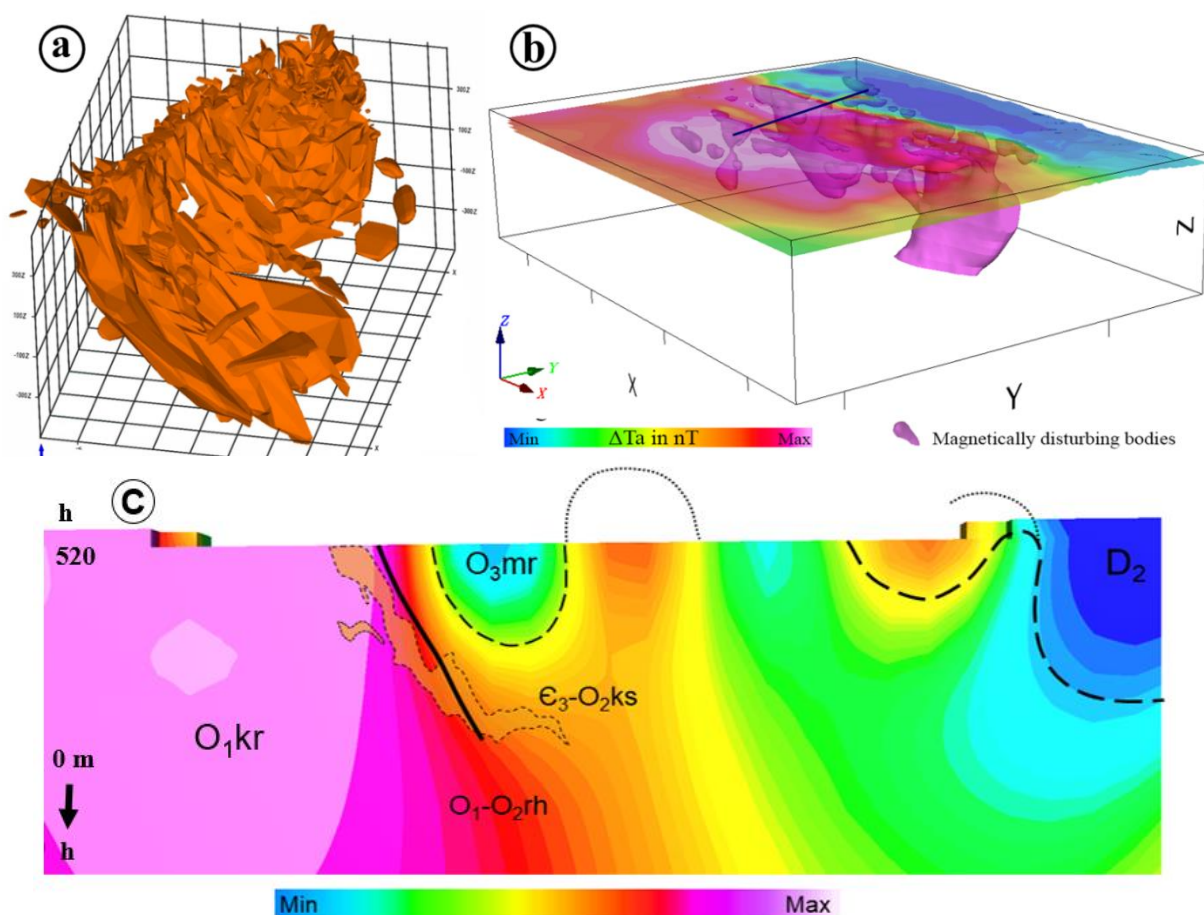 a
300Z
100Z
-100Z
-300Z
X
300Z
100Z
-100Z
-300Z
X
b
Z
Z
Y
X
X
Y
Min ΔTa in nT Max
Magnetically disturbing bodies
c
h
520
0 m
h
O₃mr
D₂
Є₃-O₂ks
O₁kr
O₁-O₂rh
Min Max